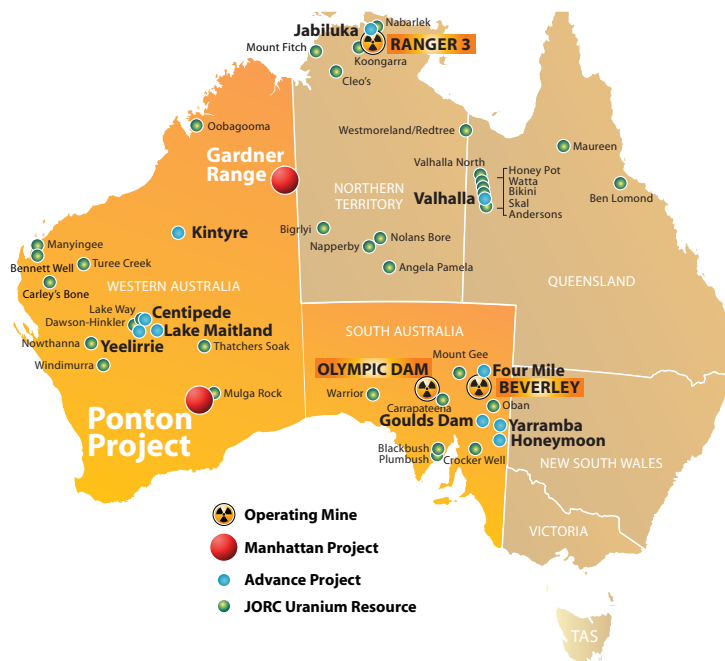 Nabarlek
Jabiluka
RANGER 3
Mount Fitch
Koongarra
Cleo's
Oobagooma
Westmoreland/Redtree
Maureen
Gardner
Range
Valhalla North
Honey Pot
Watta
Bikini
Skal
Andersons
NORTHERN
TERRITORY
Valhalla
Ben Lomond
Kintyre
Bigrlyi
Nolans Bore
Napperby
Manyingee
Bennett Well
Turee Creek
Angela Pamela
QUEENSLAND
Carley's Bone
WESTERN AUSTRALIA
Lake Way
Centipede
Dawson-Hinkler
Lake Maitland
SOUTH AUSTRALIA
Nowthanna
Yeelirrie
Thatchers Soak
Mount Gee
Windimurra
OLYMPIC DAM
Four Mile
BEVERLEY
Mulga Rock
Warrior
Carrapateena
Oban
Ponton
Project
Goulds Dam
Yarramba
Honeymoon
Blackbush
Plumbush
Crocker Well
NEW SOUTH WALES
VICTORIA
Operating Mine
Manhattan Project
Advance Project
JORC Uranium Resource
TAS